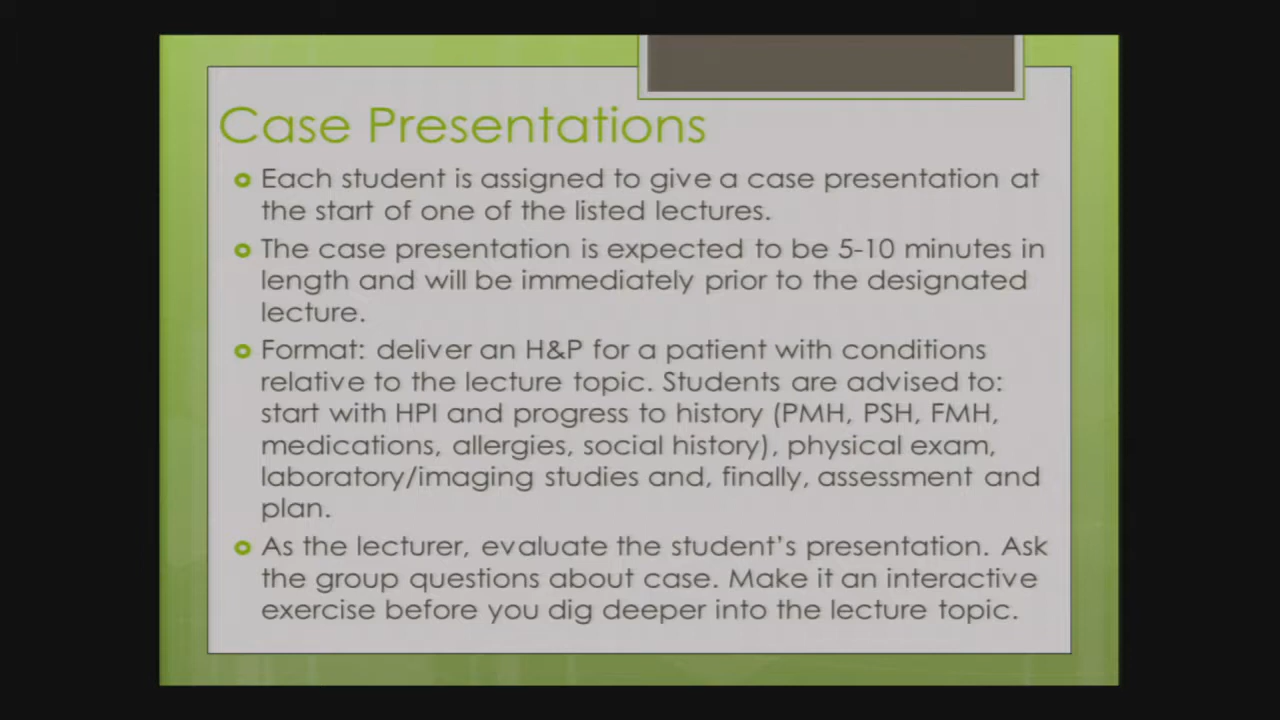 Case Presentations
Each student is assigned to give a case presentation at
the start of one of the listed lectures.
The case presentation is expected to be 5-10 minutes in
length and will be immediately prior to the designated
lecture.
Format: deliver an H&P for a patient with conditions
relative to the lecture topic. Students are advised to:
start with HPI and progress to history (PMH, PSH, FMH,
medications, allergies, social history), physical exam,
laboratory/imaging studies and, finally, assessment and
plan.
As the lecturer, evaluate the student's presentation. Ask
the group questions about case. Make it an interactive
exercise before you dig deeper into the lecture topic.